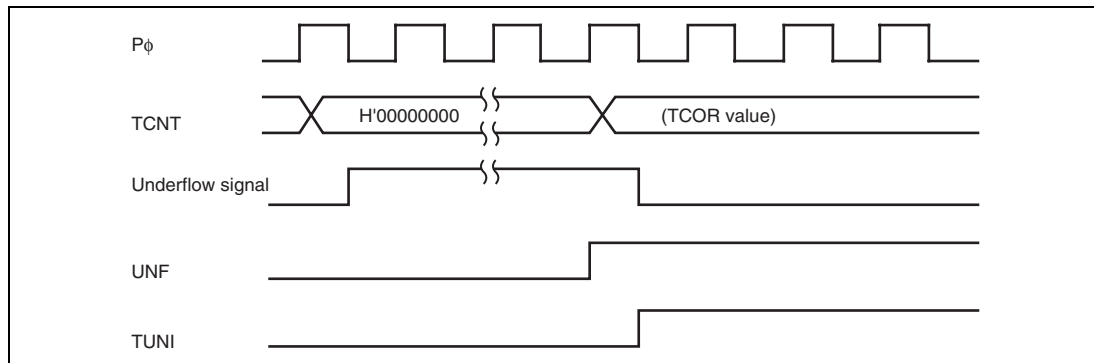 Pφ
TCNT
H'00000000
(TCOR value)
Underflow signal
UNF
TUNI